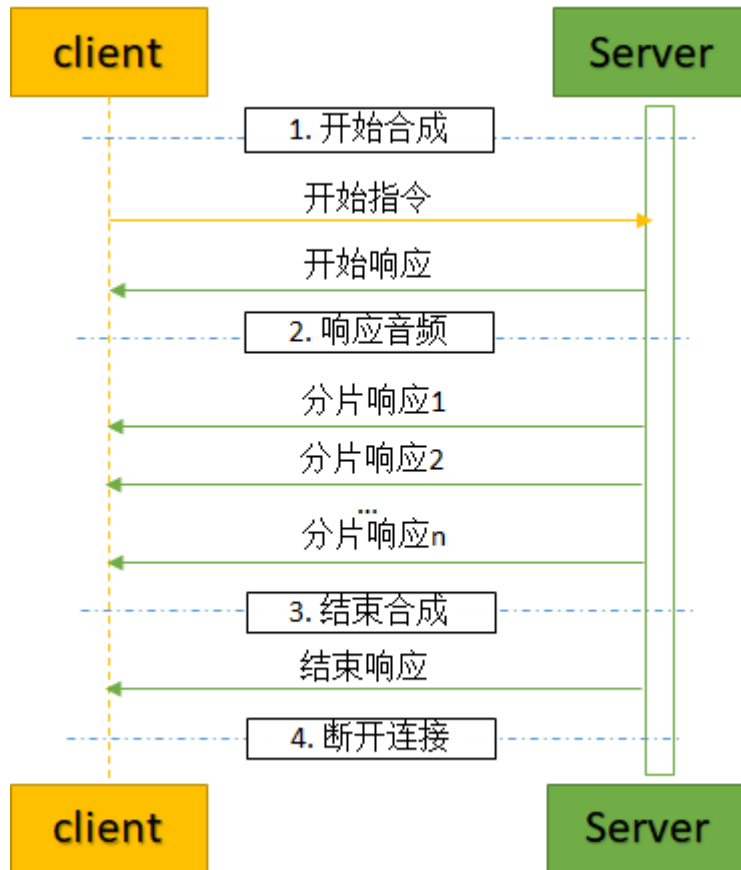 client Server
1. 开始合成
开始指令
开始响应
2. 响应音频
分片响应1
分片响应2
...
分片响应n
3. 结束合成
结束响应
4. 断开连接
client Server